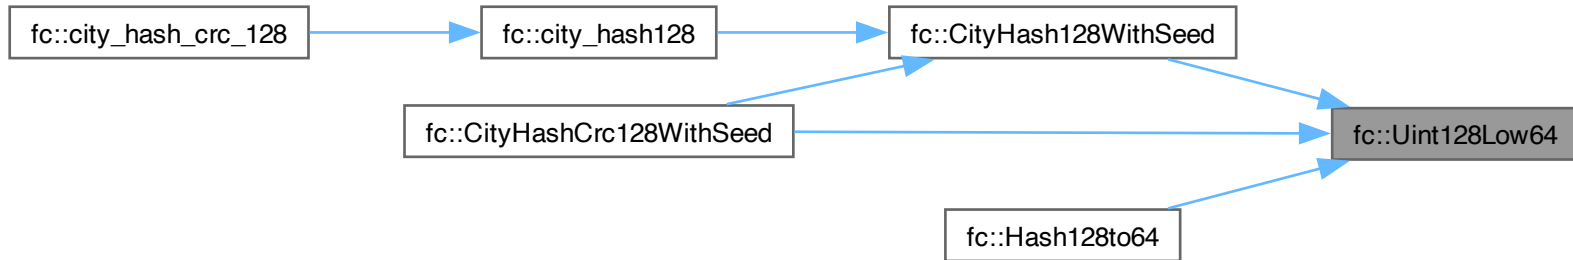 fc::city_hash_crc_128
fc::city_hash128
fc::CityHash128WithSeed
fc::CityHashCrc128WithSeed
fc::Uint128Low64
fc::Hash128to64